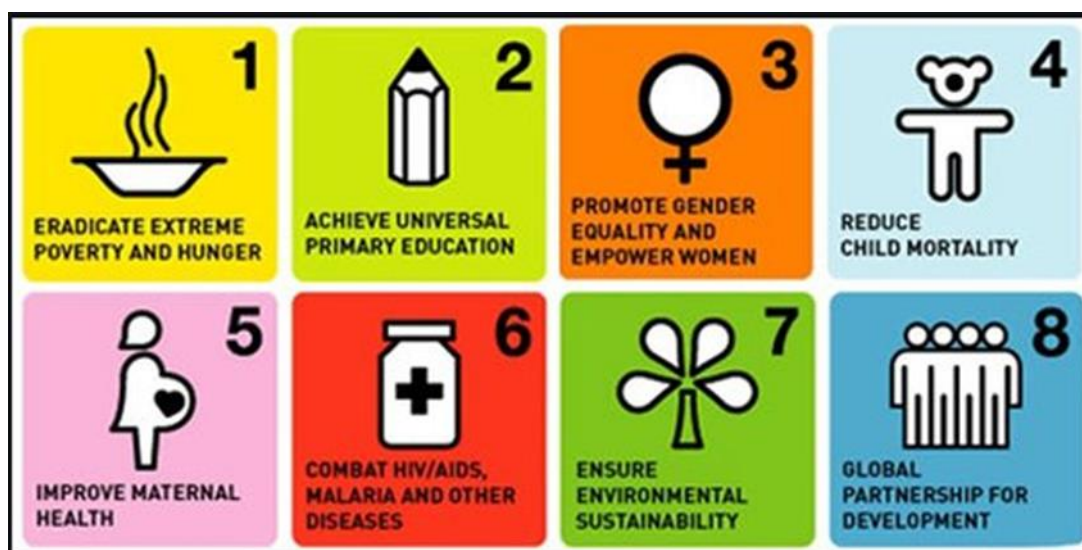 1
ERADICATE EXTREME
POVERTY AND HUNGER
2
ACHIEVE UNIVERSAL
PRIMARY EDUCATION
3
PROMOTE GENDER
EQUALITY AND
EMPOWER WOMEN
4
REDUCE
CHILD MORTALITY
5
IMPROVE MATERNAL
HEALTH
6
COMBAT HIV/AIDS,
MALARIA AND OTHER
DISEASES
7
ENSURE
ENVIRONMENTAL
SUSTAINABILITY
8
GLOBAL
PARTNERSHIP FOR
DEVELOPMENT